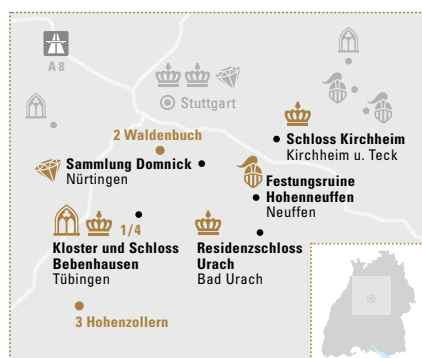 A 8
Stuttgart
2 Waldenbuch
Schloss Kirchheim
Kirchheim u. Teck
Sammlung Domnick
Nürtingen
Festungsruine
Hohenneuffen
Neuffen
1/4
Kloster und Schloss
Bebenhausen
Tübingen
Residenzschloss
Urach
Bad Urach
3 Hohenzollern